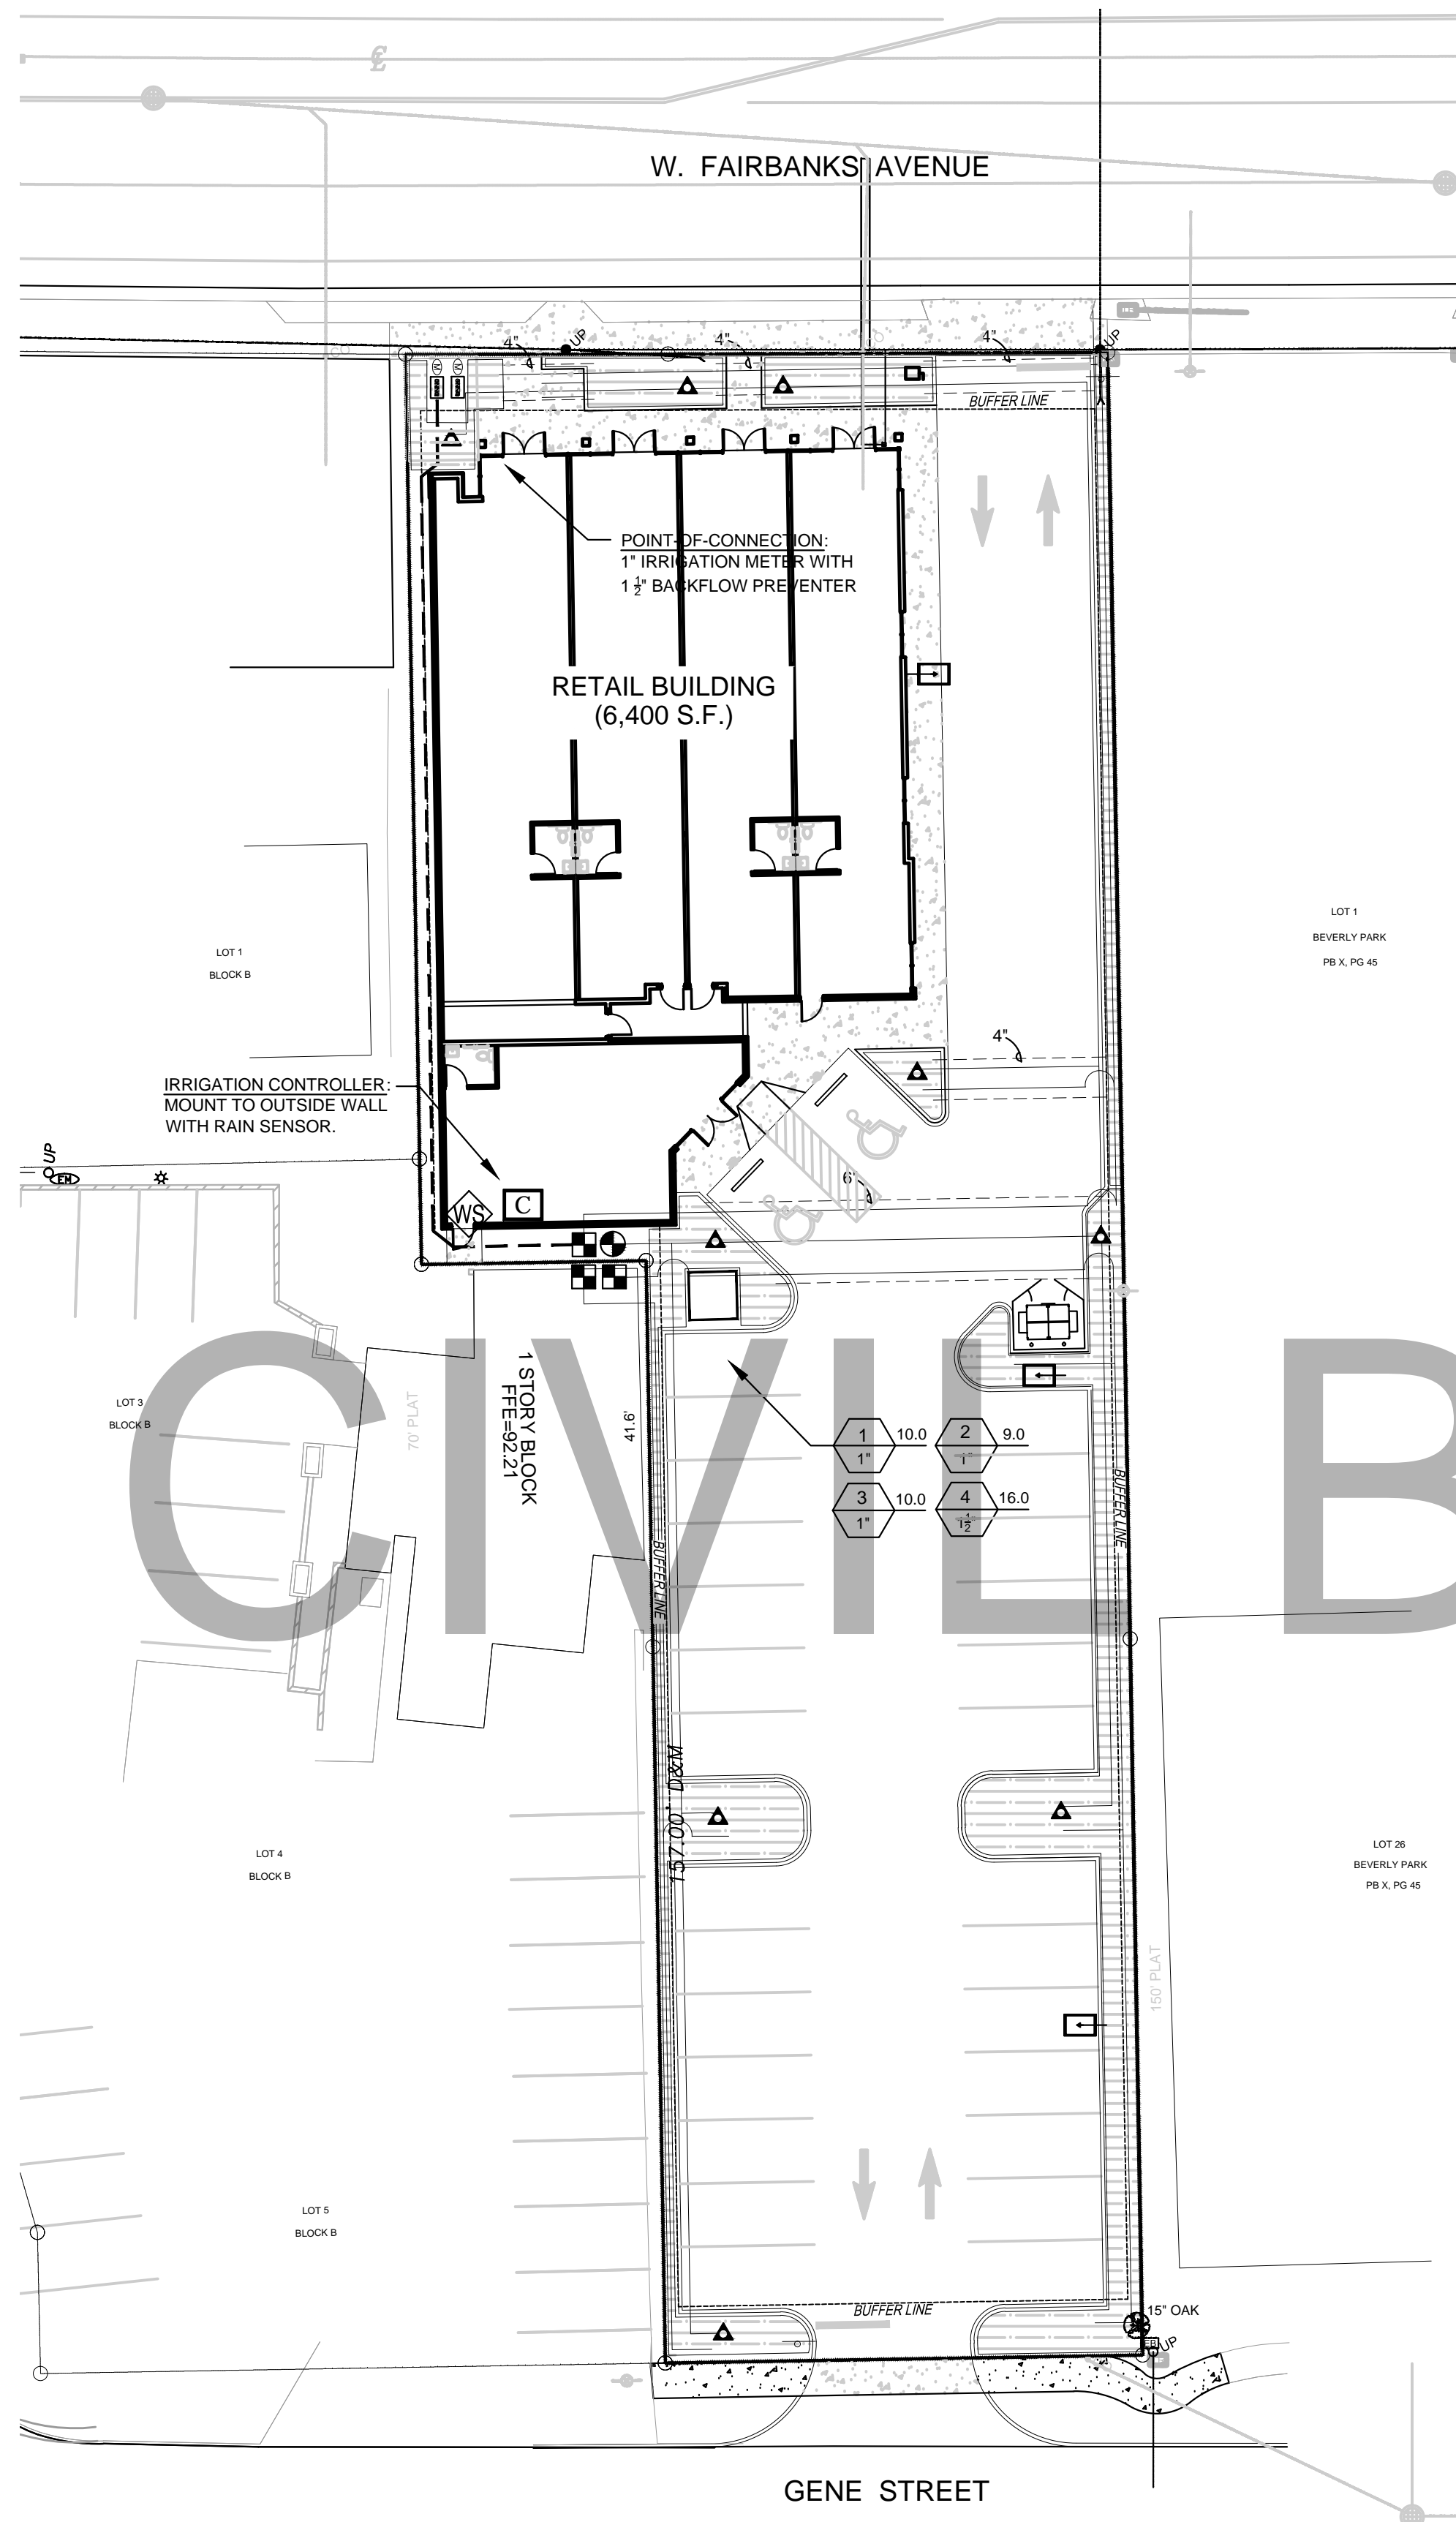 W. FAIRBANKS AVENUE
UP
UP
4"
4"
4"
M
M
BUFFER LINE
POINT-OF-CONNECTION:
1" IRRIGATION METER WITH
1 1/2" BACKFLOW PREVENTER
RETAIL BUILDING
(6,400 S.F.)
LOT 1
BEVERLY PARK
PB X, PG 45
LOT 1
BLOCK B
4"
IRRIGATION CONTROLLER:
MOUNT TO OUTSIDE WALL
WITH RAIN SENSOR.
UP
EM
6"
WS
C
CIVIL B
1 STORY BLOCK
FFE=92.21
41.6'
70' PLAT
LOT 3
BLOCK B
1 10.0 2 9.0
1" 1"
3 10.0 4 16.0
1" 1 1/2"
BUFFER LINE
BUFFER LINE
157.00' D&M
LOT 4
BLOCK B
LOT 26
BEVERLY PARK
PB X, PG 45
150' PLAT
LOT 5
BLOCK B
BUFFER LINE
15" OAK
UP
GENE STREET